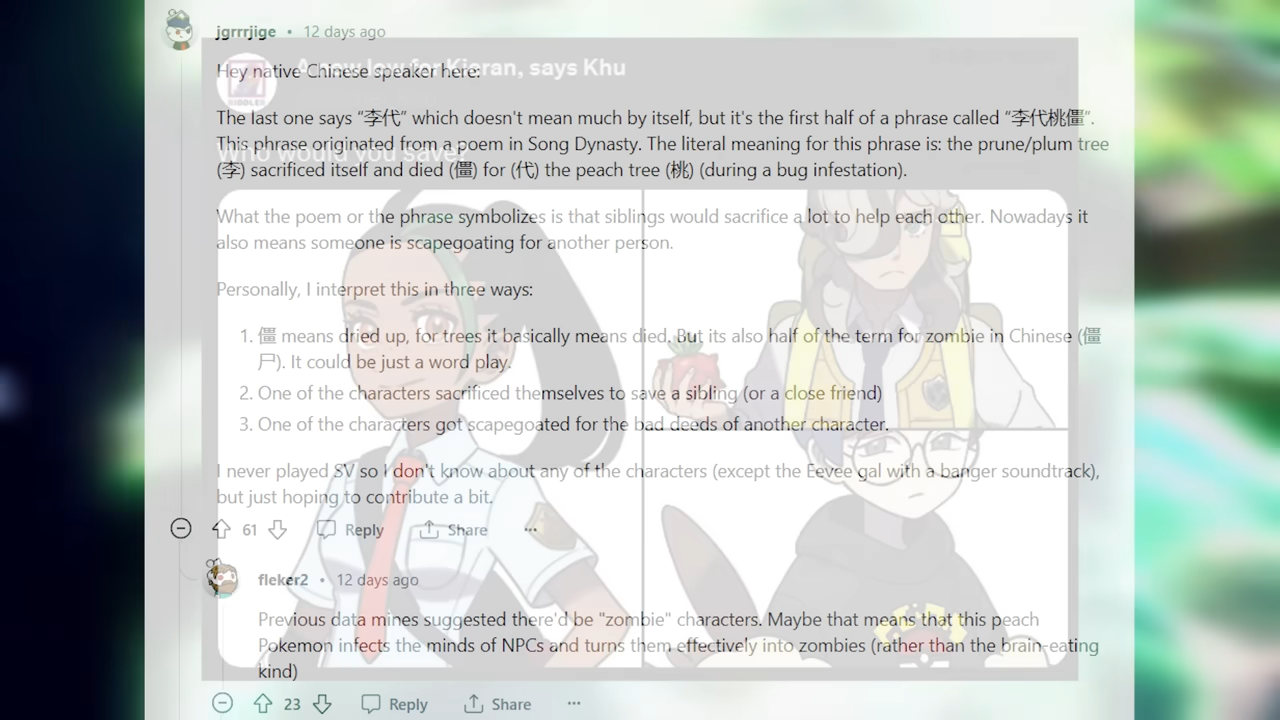 jgrrrjige • 12 days ago
A new low for Kieran, says Khu
Hey native Chinese speaker here:
RIDDLER
The last one says “李代” which doesn't mean much by itself, but it's the first half of a phrase called “李代桃僵”.
This phrase originated from a poem in Song Dynasty. The literal meaning for this phrase is: the prune/plum tree
Who would you save?
(李) sacrificed itself and died (僵) for (代) the peach tree (桃) (during a bug infestation).
What the poem or the phrase symbolizes is that siblings would sacrifice a lot to help each other. Nowadays it
also means someone is scapegoating for another person.
Personally, I interpret this in three ways:
1. 僵 means dried up, for trees it basically means died. But its also half of the term for zombie in Chinese (僵
尸). It could be just a word play.
2. One of the characters sacrificed themselves to save a sibling (or a close friend)
3. One of the characters got scapegoated for the bad deeds of another character.
I never played SV so I don't know about any of the characters (except the Eevee gal with a banger soundtrack),
but just hoping to contribute a bit.
61 Reply Share ...
fleker2 • 12 days ago
Previous data mines suggested there'd be "zombie" characters. Maybe that means that this peach
Pokemon infects the minds of NPCs and turns them effectively into zombies (rather than the brain-eating
kind)
23 Reply Share ...